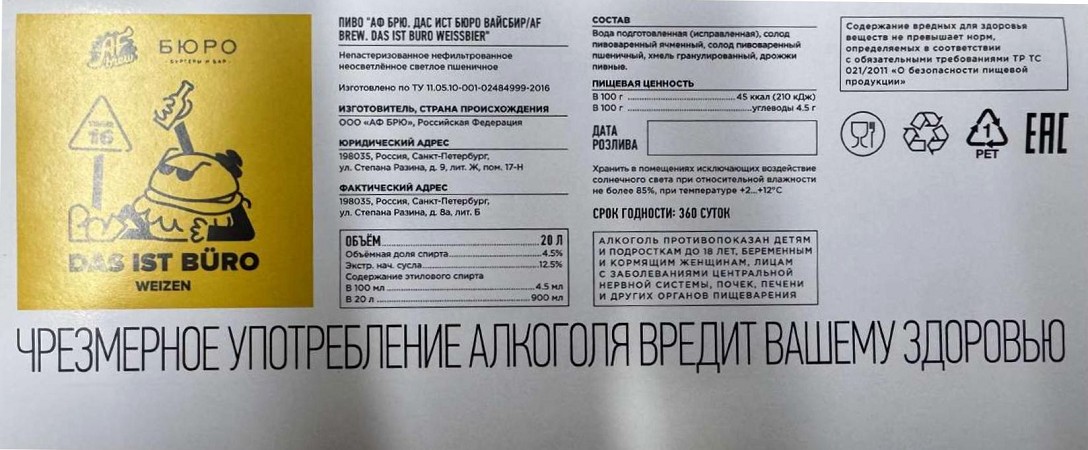 AF brew
БЮРО
БУРГЕРЫ И БАР
16
DAS IST BÜRO
WEIZEN
ПИВО "АФ БРЮ. ДАС ИСТ БЮРО ВАЙСБИР/AF
BREW. DAS IST BURO WEISSBIER"
Непастеризованное нефильтрованное
неосветлённое светлое пшеничное
Изготовлено по ТУ 11.05.10-001-02484999-2016
ИЗГОТОВИТЕЛЬ, СТРАНА ПРОИСХОЖДЕНИЯ
ООО «АФ БРЮ», Российская Федерация
ЮРИДИЧЕСКИЙ АДРЕС
198035, Россия, Санкт-Петербург,
ул. Степана Разина, д. 9, лит. Ж, пом. 17-Н
ФАКТИЧЕСКИЙ АДРЕС
198035, Россия, Санкт-Петербург,
ул. Степана Разина, д. 8а, лит. Б
ОБЪЁМ 20 Л
Объёмная доля спирта 4.5%
Экстр. нач. сусла 12.5%
Содержание этилового спирта
В 100 мл 4.5 мл
В 20 л 900 мл
СОСТАВ
Вода подготовленная (исправленная), солод
пивоваренный ячменный, солод пивоваренный
пшеничный, хмель гранулированный, дрожжи
пивные.
ПИЩЕВАЯ ЦЕННОСТЬ
В 100 г 45 ккал (210 кДж)
В 100 г углеводы 4.5 г
ДАТА
РОЗЛИВА
Хранить в помещениях исключающих воздействие
солнечного света при относительной влажности
не более 85%, при температуре +2...+12°С
СРОК ГОДНОСТИ: 360 СУТОК
АЛКОГОЛЬ ПРОТИВОПОКАЗАН ДЕТЯМ
И ПОДРОСТКАМ ДО 18 ЛЕТ, БЕРЕМЕННЫМ
И КОРМЯЩИМ ЖЕНЩИНАМ, ЛИЦАМ
С ЗАБОЛЕВАНИЯМИ ЦЕНТРАЛЬНОЙ
НЕРВНОЙ СИСТЕМЫ, ПОЧЕК, ПЕЧЕНИ
И ДРУГИХ ОРГАНОВ ПИЩЕВАРЕНИЯ
Содержание вредных для здоровья
веществ не превышает норм,
определяемых в соответствии
с обязательными требованиями ТР ТС
021/2011 «О безопасности пищевой
продукции»
1
PET
EAC
ЧРЕЗМЕРНОЕ УПОТРЕБЛЕНИЕ АЛКОГОЛЯ ВРЕДИТ ВАШЕМУ ЗДОРОВЬЮ